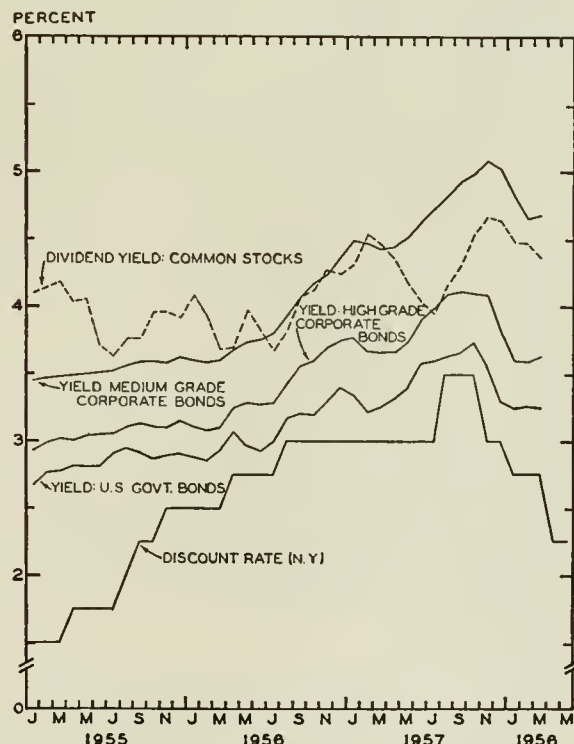 PERCENT
6
5
DIVIDEND YIELD: COMMON STOCKS
4
YIELD: HIGH GRADE
CORPORATE
BONDS
YIELD MEDIUM GRADE
CORPORATE BONDS
3
YIELD: U.S GOVT. BONDS
DISCOUNT RATE (N.Y)
2
0
J M M J S N J M M J S N J M M J S N J M M
1955 1956 1957 1956